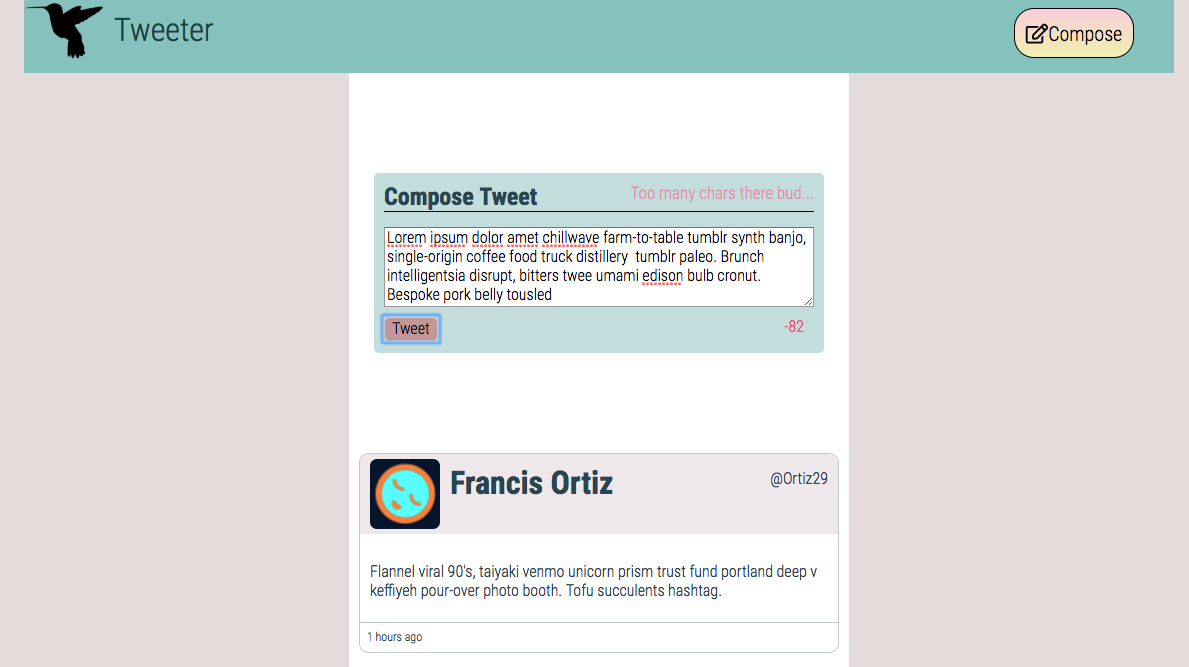 Tweeter
Compose
Compose Tweet
Too many chars there bud...
Lorem ipsum dolor amet chillwave farm-to-table tumblr synth banjo,
single-origin coffee food truck distillery  tumblr paleo. Brunch
intelligentsia disrupt, bitters twee umami edison bulb cronut.
Bespoke pork belly tousled
Tweet
-82
Francis Ortiz
@Ortiz29
Flannel viral 90's, taiyaki venmo unicorn prism trust fund portland deep v
keffiyeh pour-over photo booth. Tofu succulents hashtag.
1 hours ago